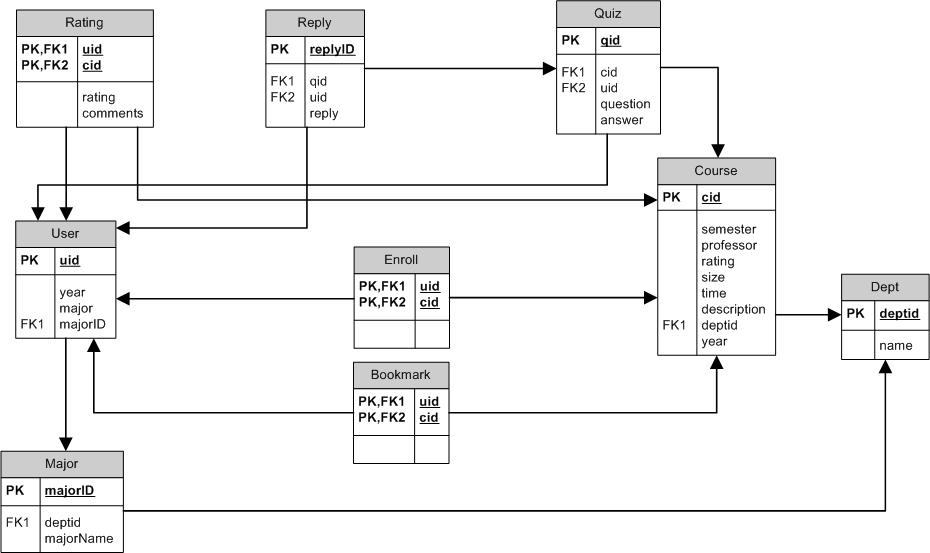 Rating
PK,FK1 uid
PK,FK2 cid
rating
comments
Reply
PK replyID
FK1 qid
FK2 uid
reply
Quiz
PK qid
FK1 cid
FK2 uid
question
answer
Course
PK cid
semester
professor
rating
size
time
description
FK1 deptid
year
User
PK uid
year
major
FK1 majorID
Enroll
PK,FK1 uid
PK,FK2 cid
Dept
PK deptid
name
Bookmark
PK,FK1 uid
PK,FK2 cid
Major
PK majorID
FK1 deptid
majorName